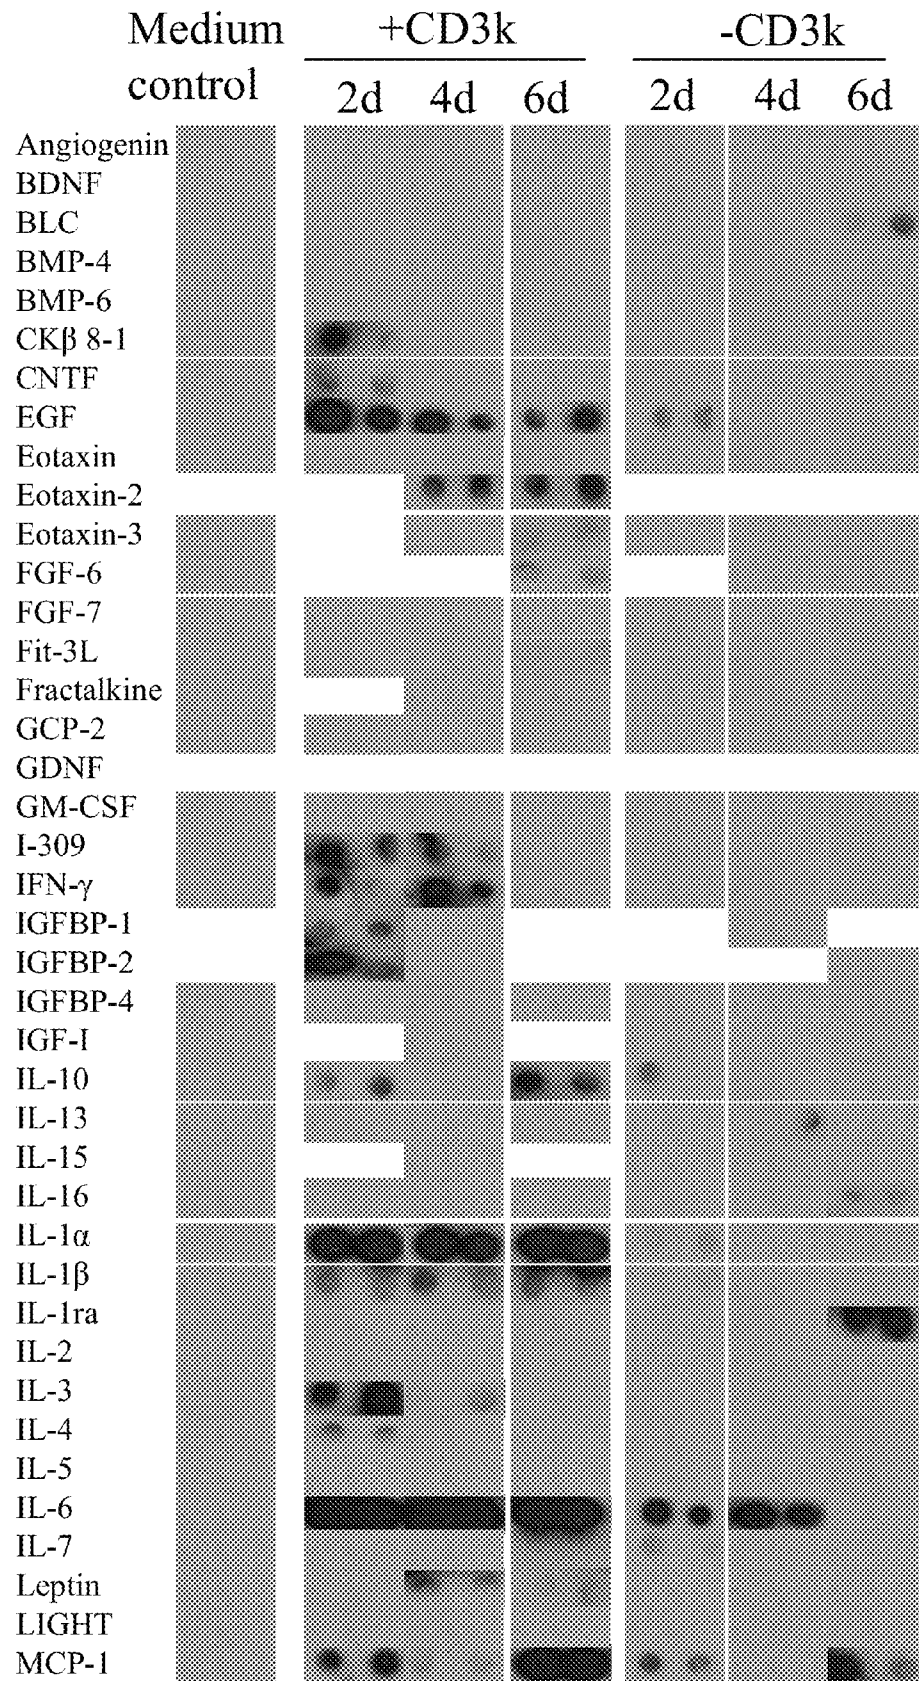 Medium +CD3k -CD3k
control 2d 4d 6d 2d 4d 6d
Angiogenin
BDNF
BLC
BMP-4
BMP-6
CKβ 8-1
CNTF
EGF
Eotaxin
Eotaxin-2
Eotaxin-3
FGF-6
FGF-7
Fit-3L
Fractalkine
GCP-2
GDNF
GM-CSF
I-309
IFN-γ
IGFBP-1
IGFBP-2
IGFBP-4
IGF-I
IL-10
IL-13
IL-15
IL-16
IL-1α
IL-1β
IL-1ra
IL-2
IL-3
IL-4
IL-5
IL-6
IL-7
Leptin
LIGHT
MCP-1